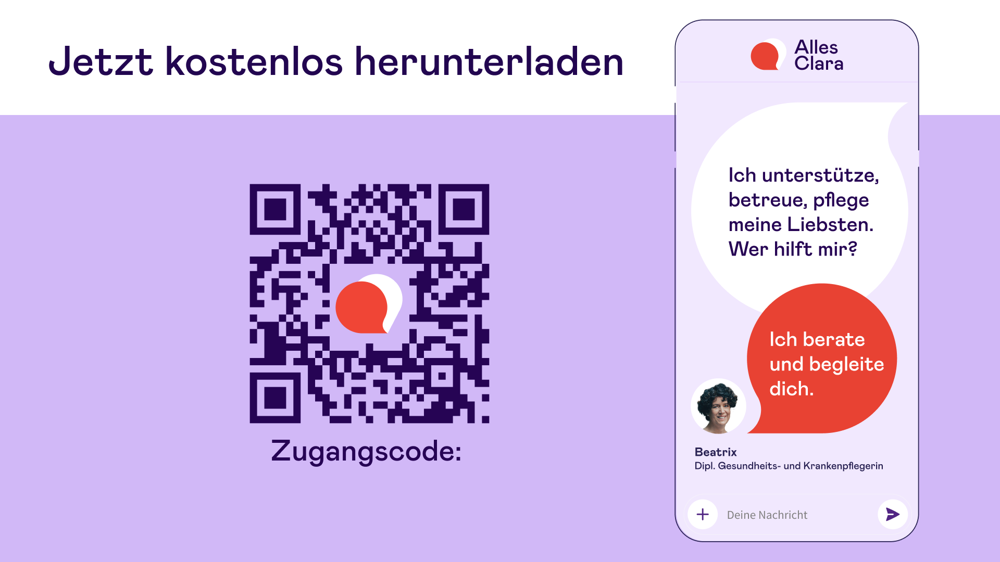 Jetzt kostenlos herunterladen
Zugangscode:
Alles
Clara
Ich unterstütze,
betreue, pflege
meine Liebsten.
Wer hilft mir?
Ich berate
und begleite
dich.
Beatrix
Dipl. Gesundheits- und Krankenpflegerin
Deine Nachricht